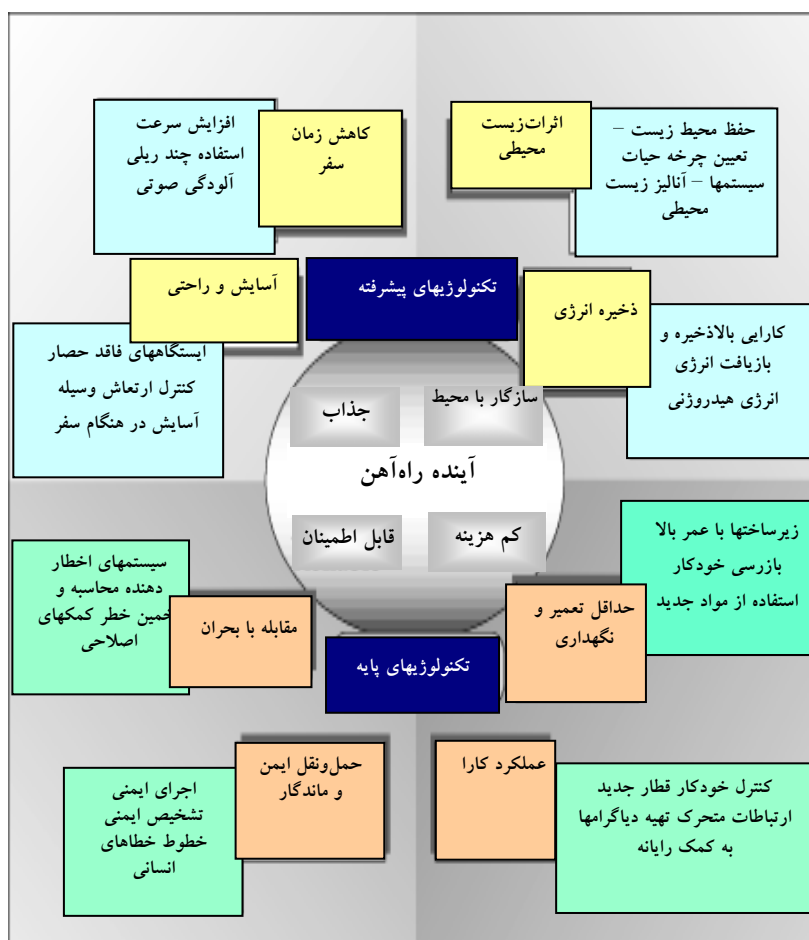 افزایش سرعت
استفاده چند ریلی
آلودگی صوتی
کاهش زمان
سفر
اثرات‌زیست
محیطی
حفظ محیط زیست –
تعیین چرخه حیات
سیستمها – آنالیز زیست
محیطی
آسایش و راحتی
تکنولوژیهای پیشرفته
ذخیره انرژی
ایستگاههای فاقد حصار
کنترل ارتعاش وسیله
آسایش در هنگام سفر
کارایی بالاذخیره و
بازیافت انرژی
انرژی هیدروژنی
سازگار با محیط
جذاب
آینده راه‌آهن
قابل اطمینان
کم هزینه
زیرساختها با عمر بالا
بازرسی خودکار
استفاده از مواد جدید
حداقل تعمیر و
نگهداری
سیستمهای اخطار
دهنده محاسبه و
خمین خطر کمکهای
اصلاحی
مقابله با بحران
تکنولوژیهای پایه
حمل‌ونقل ایمن
و ماندگار
عملکرد کارا
اجرای ایمنی
تشخیص ایمنی
خطوط خطاهای
انسانی
کنترل خودکار قطار جدید
ارتباطات متحرک تهیه دیاگرامها
به کمک رایانه